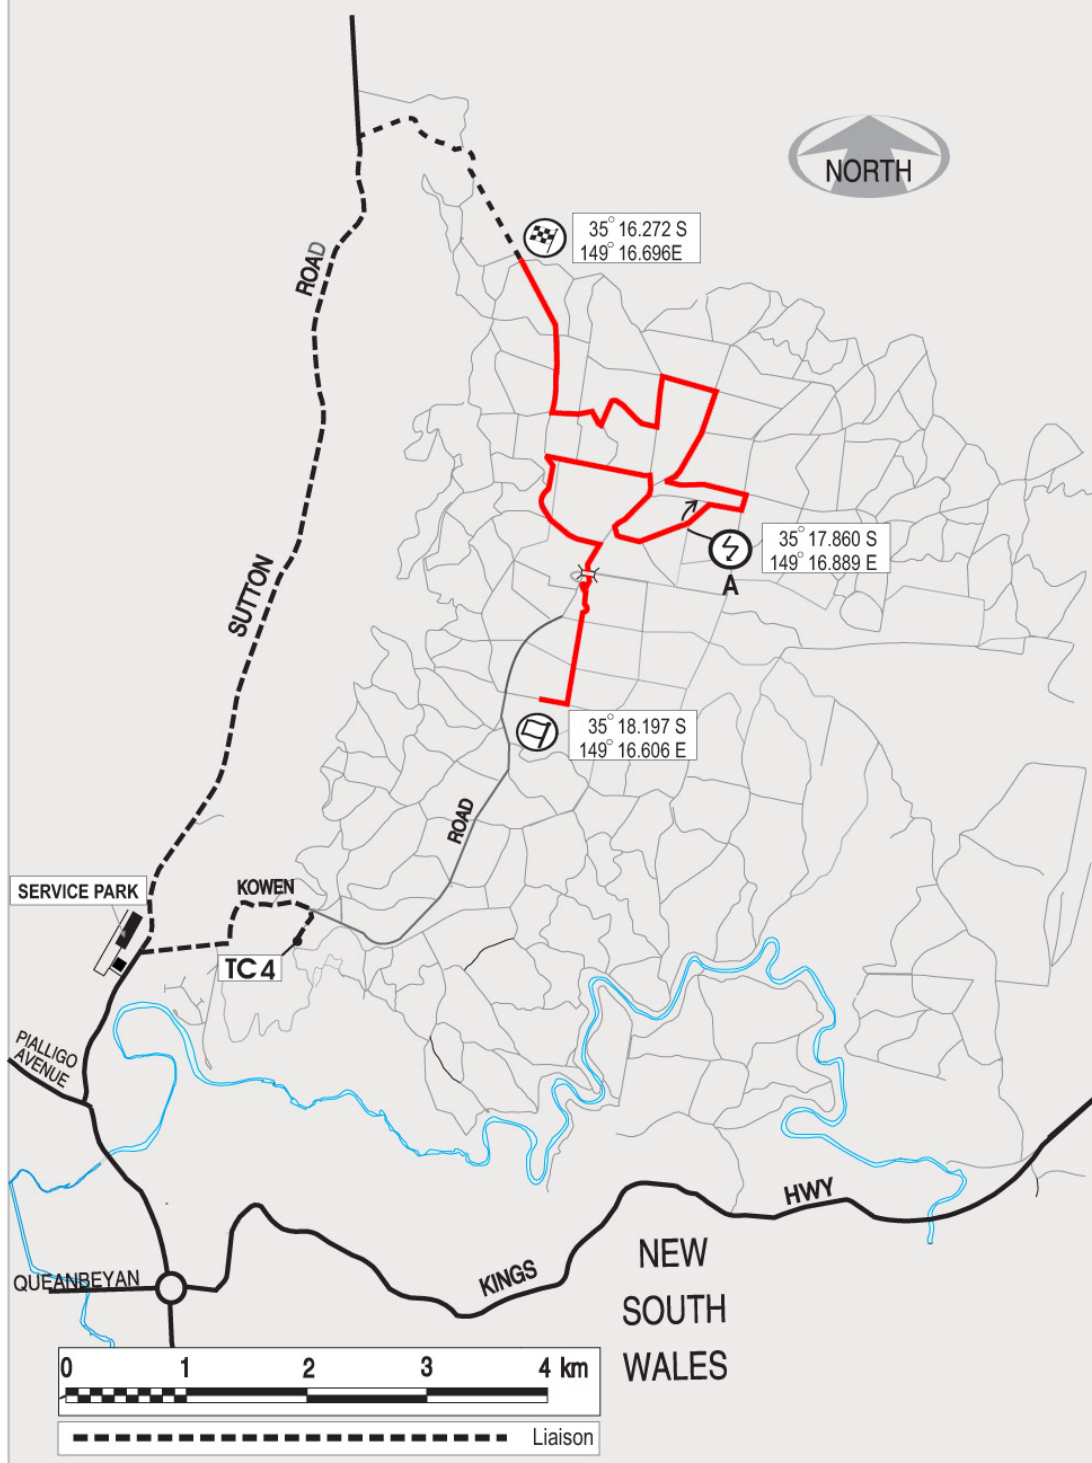 NORTH
35° 16.272 S
149° 16.696E
ROAD
SUTTON
35° 17.860 S
149° 16.889 E
A
35° 18.197 S
149° 16.606 E
ROAD
SERVICE PARK
KOWEN
TC4
PIALLIGO
AVENUE
HWY
KINGS
QUEANBEYAN
NEW
SOUTH
WALES
0 1 2 3 4 km
Liaison